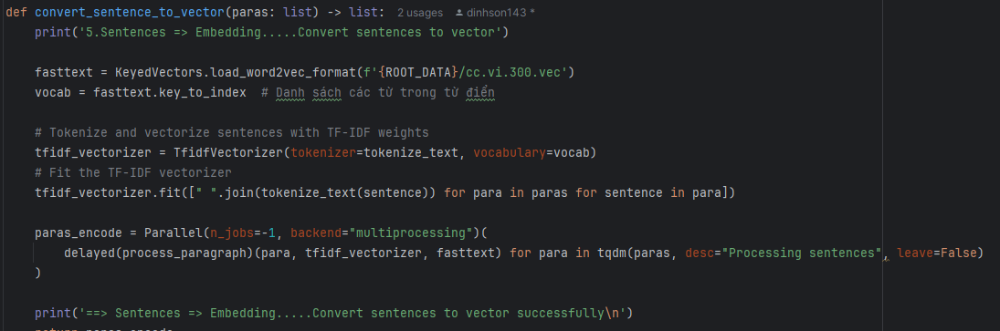 def convert_sentence_to_vector(paras: list) -> list: 2 usages dinhson143 *
print('5.Sentences => Embedding.....Convert sentences to vector')
fasttext = KeyedVectors.load_word2vec_format(f'{ROOT_DATA}/cc.vi.300.vec')
vocab = fasttext.key_to_index # Danh sách các từ trong từ điển
# Tokenize and vectorize sentences with TF-IDF weights
tfidf_vectorizer = TfidfVectorizer(tokenizer=tokenize_text, vocabulary=vocab)
# Fit the TF-IDF vectorizer
tfidf_vectorizer.fit([" ".join(tokenize_text(sentence)) for para in paras for sentence in para])
paras_encode = Parallel(n_jobs=-1, backend="multiprocessing")(
delayed(process_paragraph)(para, tfidf_vectorizer, fasttext) for para in tqdm(paras, desc="Processing sentences", leave=False)
)
print('==> Sentences => Embedding.....Convert sentences to vector successfully\n')